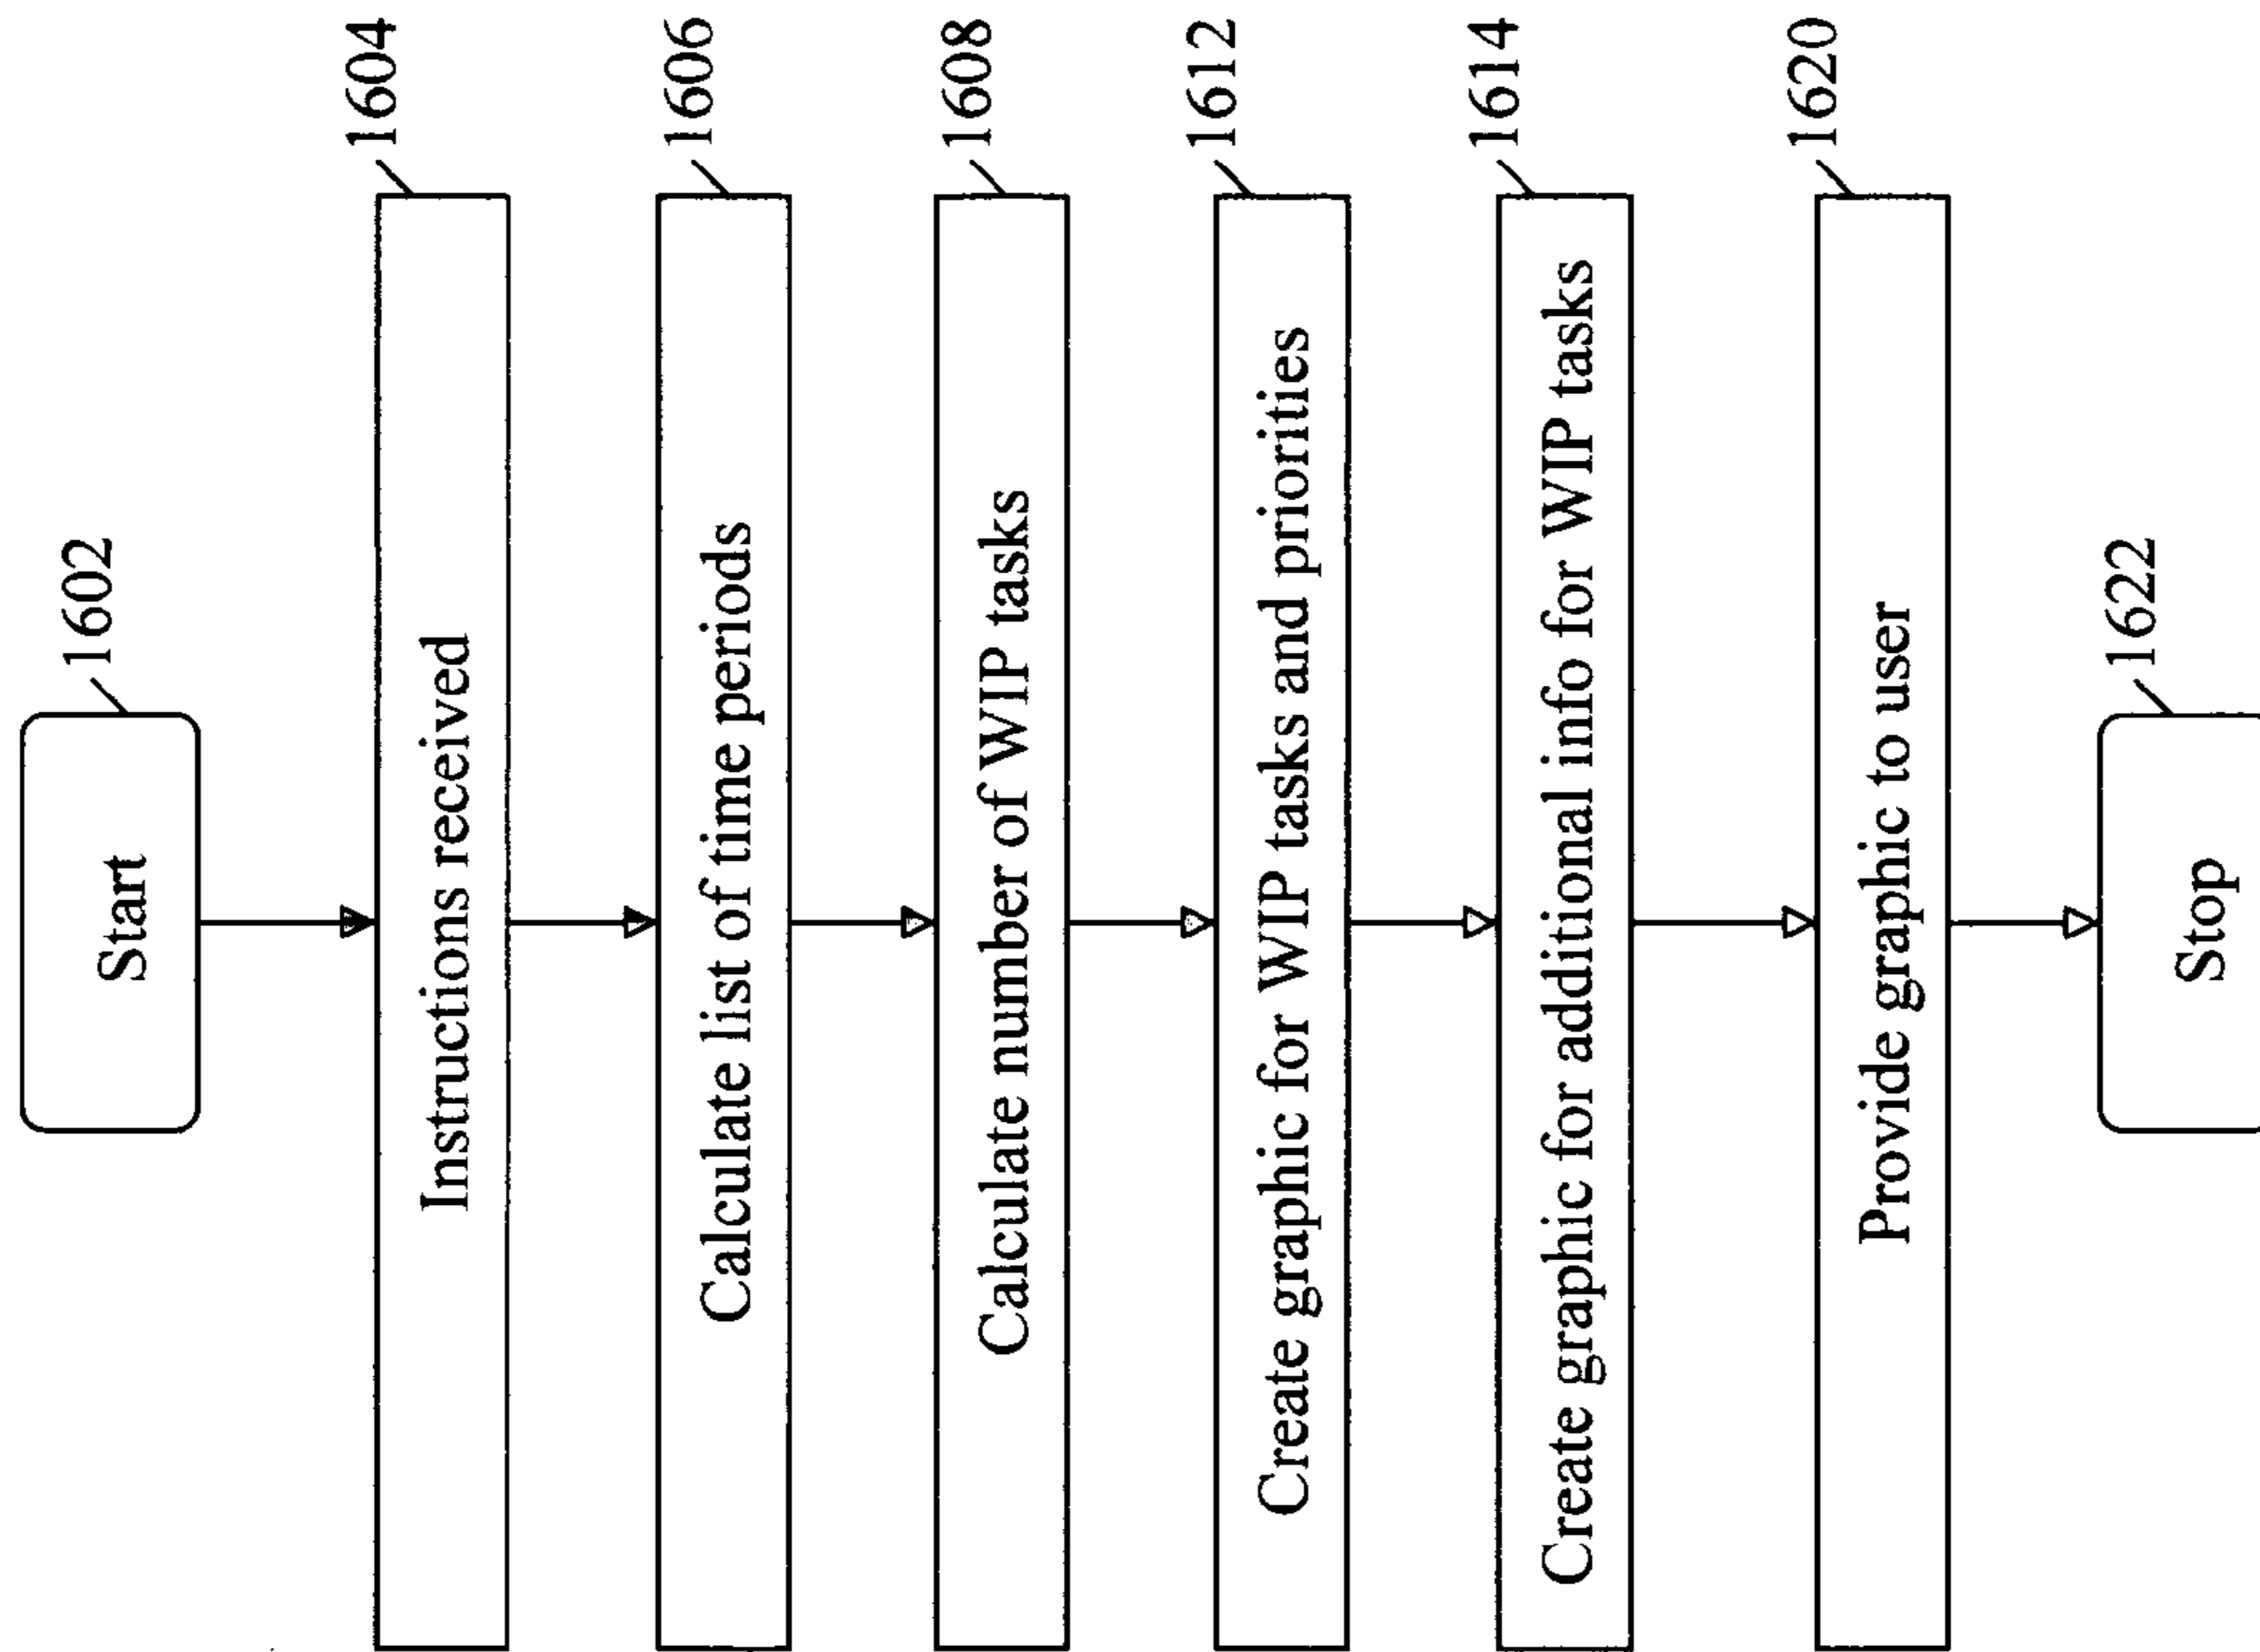 Start
1602
Instructions received
1604
Calculate list of time periods
1606
Calculate number of WIP tasks
1608
Create graphic for WIP tasks and priorities
1612
Create graphic for additional info for WIP tasks
1614
Provide graphic to user
1620
Stop
1622